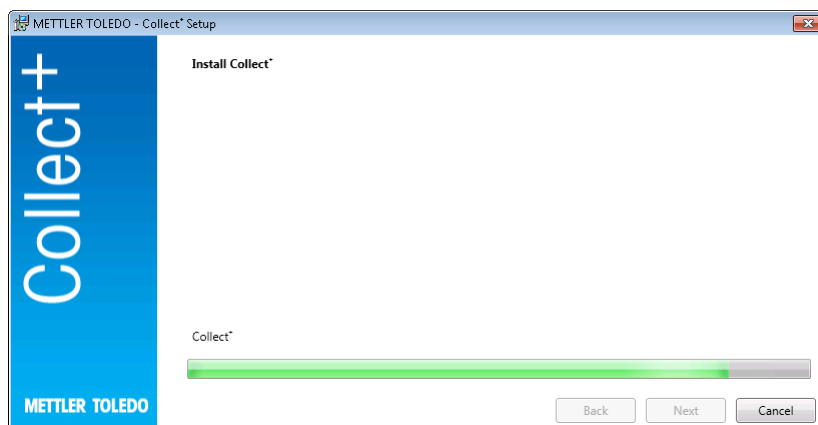 METTLER TOLEDO - Collect⁺ Setup
Collect+
Install Collect⁺
Collect⁺
METTLER TOLEDO
Back
Next
Cancel